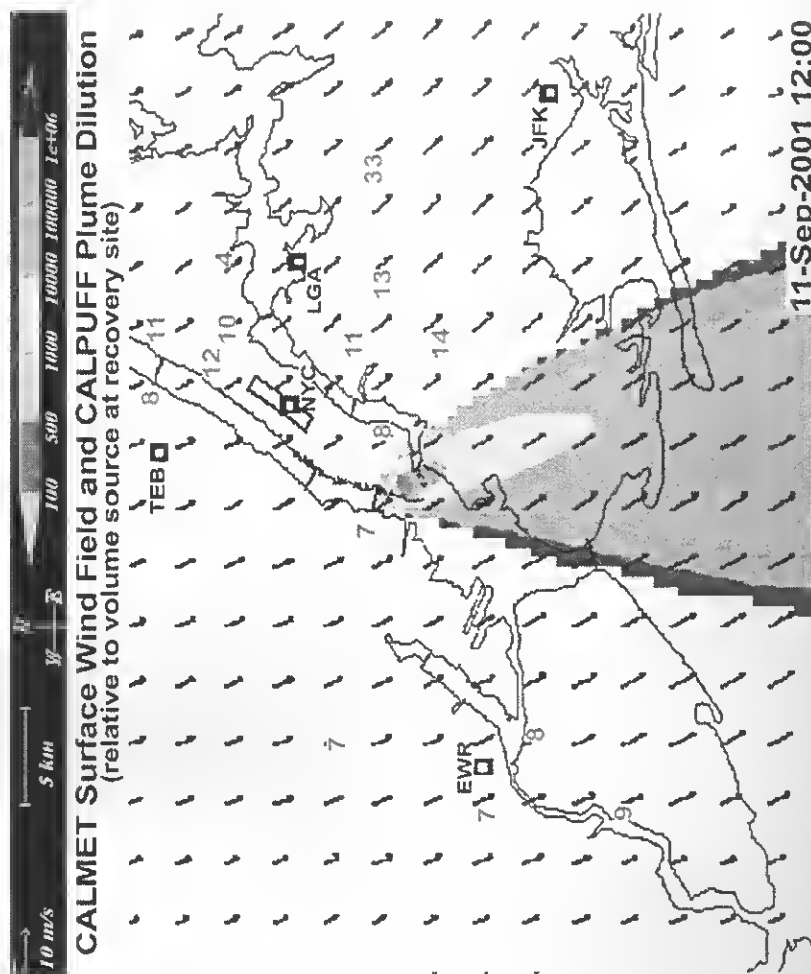 10 m/s
5 km
W
E
100 500 1000 10000 100000 1e+06
CALMET Surface Wind Field and CALPUFF Plume Dilution
(relative to volume source at recovery site)
TEB
8
11
12
10
4
NYC
LGA
7
11
13
33
8
14
7
EWR
7
8
JFK
9
11-Sep-2001 12:00